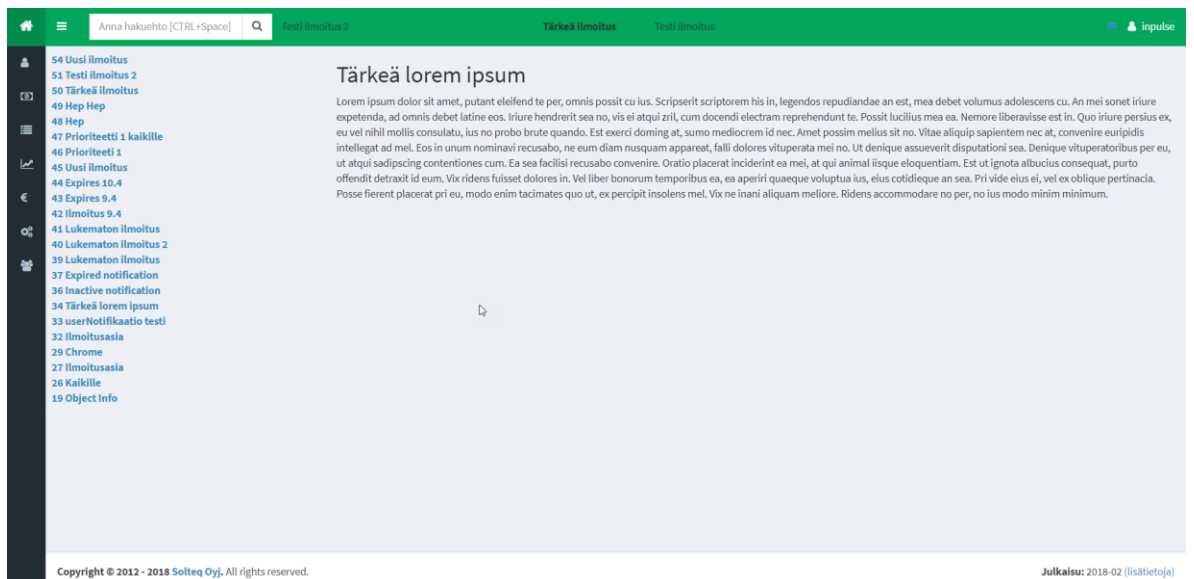 Anna hakuehto [CTRL+Space] Testi ilmoitus 2 Tärkeä ilmoitus Testi ilmoitus inpulse
54 Uusi ilmoitus
51 Testi ilmoitus 2
50 Tärkeä ilmoitus
49 Hep Hep
48 Hep
47 Prioriteetti 1 kaikille
46 Prioriteeti 1
45 Uusi ilmoitus
44 Expires 10.4
43 Expires 9.4
42 Ilmoitus 9.4
41 Lukematon ilmoitus
40 Lukematon ilmoitus 2
39 Lukematon ilmoitus
37 Expired notification
36 Inactive notification
34 Tärkeä lorem ipsum
33 userNotifikaatio testi
32 Ilmoitusasia
29 Chrome
27 Ilmoitusasia
26 Kaikille
19 Object Info
Tärkeä lorem ipsum
Lorem ipsum dolor sit amet, putant eleifend te per, omnis possit cu ius. Scripserit scriptorem his in, legendos repudiandae an est, mea debet volumus adolescens cu. An mei sonet iriure
expetenda, ad omnis debet latine eos. Iriure hendrerit sea no, vis ei atqui zril, cum docendi electram reprehendunt te. Possit lucilius mea ea. Nemore liberavisse est in. Quo iriure persius ex,
eu vel nihil mollis consulatu, ius no probo brute quando. Est exerci doming at, sumo mediocrem id nec. Amet possim melius sit no. Vitae aliquip sapientem nec at, convenire euripidis
intellegat ad mel. Eos in unum nominavi recusabo, ne eum diam nusquam appareat, falli dolores vituperata mei no. Ut denique assueverit disputationi sea. Denique vituperatoribus per eu,
ut atqui sadipscing contentiones cum. Ea sea facilisi recusabo convenire. Oratio placerat inciderint ea mei, at qui animal iisque eloquentiam. Est ut ignota albucius consequat, purto
offendit detraxit id eum. Vix ridens fuisset dolores in. Vel liber bonorum temporibus ea, ea aperiri quaeque voluptua ius, eius cotidieque an sea. Pri vide eius ei, vel ex oblique pertinacia.
Posse fierent placerat pri eu, modo enim tacimates quo ut, ex percipit insolens mel. Vix ne inani aliquam meliore. Ridens accommodare no per, no ius modo minim minimum.
Copyright © 2012 - 2018 Solteq Oyj. All rights reserved. Julkaisu: 2018-02 (lisätietoja)